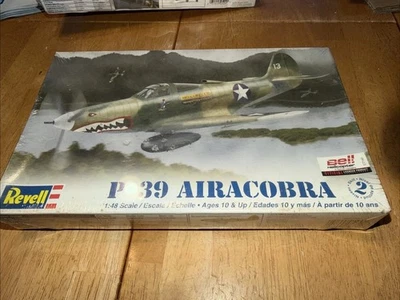 13
Bell
Revell
P 39 AIRACOBRA
2
1:48 Scale / Escala / Echelle • Ages 10 & Up / Edades 10 y más / À partir de 10 ans